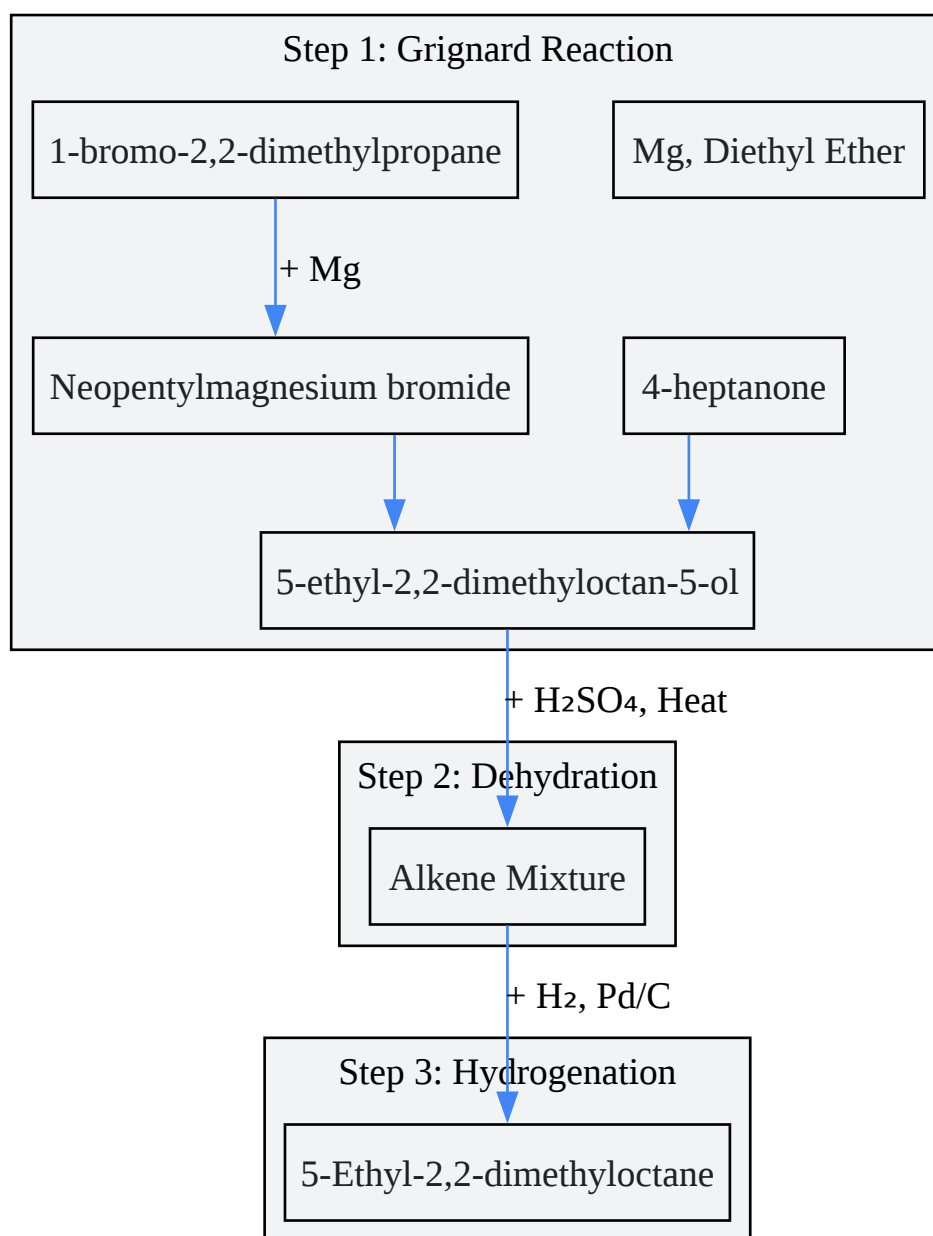 Step 1: Grignard Reaction
1-bromo-2,2-dimethylpropane
Mg, Diethyl Ether
+ Mg
Neopentylmagnesium bromide
4-heptanone
5-ethyl-2,2-dimethyloctan-5-ol
+ H₂SO₄, Heat
Step 2: Dehydration
Alkene Mixture
+ H₂, Pd/C
Step 3: Hydrogenation
5-Ethyl-2,2-dimethyloctane